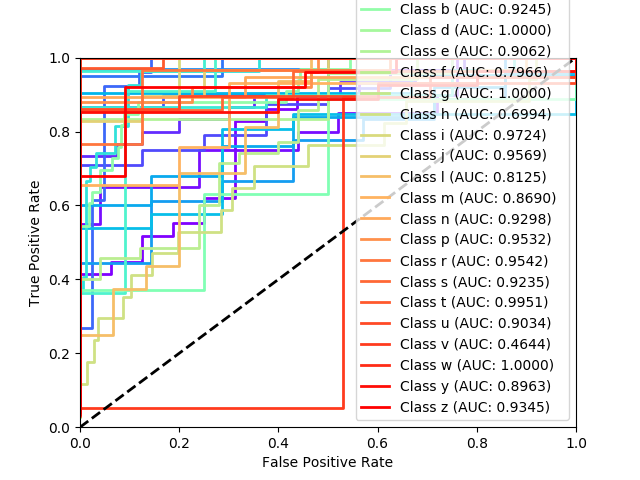 Class b (AUC: 0.9245)
Class d (AUC: 1.0000)
Class e (AUC: 0.9062)
Class f (AUC: 0.7966)
Class g (AUC: 1.0000)
Class h (AUC: 0.6994)
Class i (AUC: 0.9724)
Class j (AUC: 0.9569)
Class l (AUC: 0.8125)
Class m (AUC: 0.8690)
Class n (AUC: 0.9298)
Class p (AUC: 0.9532)
Class r (AUC: 0.9542)
Class s (AUC: 0.9235)
Class t (AUC: 0.9951)
Class u (AUC: 0.9034)
Class v (AUC: 0.4644)
Class w (AUC: 1.0000)
Class y (AUC: 0.8963)
Class z (AUC: 0.9345)
True Positive Rate
1.0
0.8
0.6
0.4
0.2
0.0
0.0 0.2 0.4 0.6 0.8 1.0
False Positive Rate